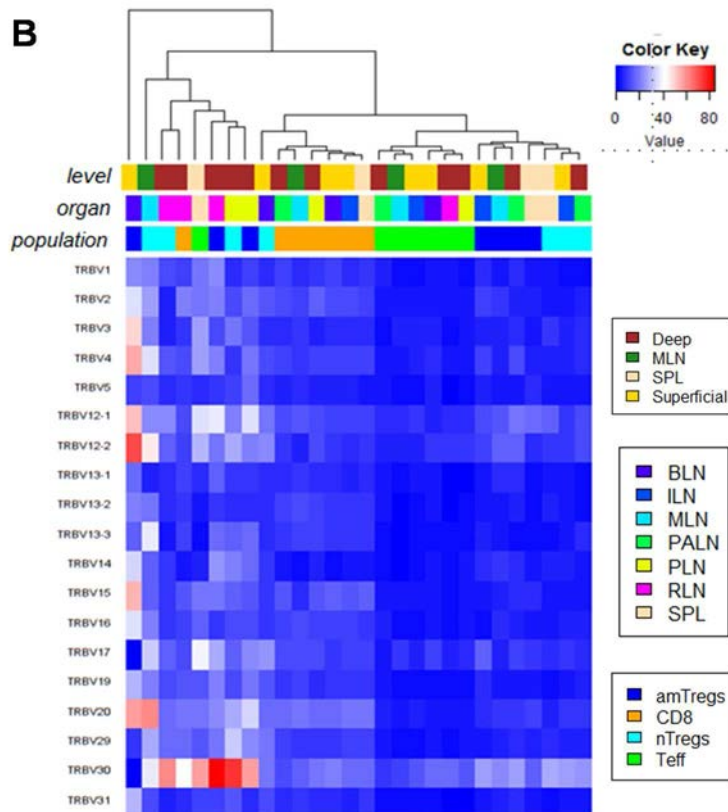 B
Color Key
0 40 80
Value
level
organ
population
TRBV1
TRBV2
TRBV3
TRBV4
TRBV5
TRBV12-1
TRBV12-2
TRBV13-1
TRBV13-2
TRBV13-3
TRBV14
TRBV15
TRBV16
TRBV17
TRBV19
TRBV20
TRBV29
TRBV30
TRBV31
Deep
MLN
SPL
Superficial
BLN
ILN
MLN
PALN
PLN
RLN
SPL
amTregs
CD8
nTregs
Teff